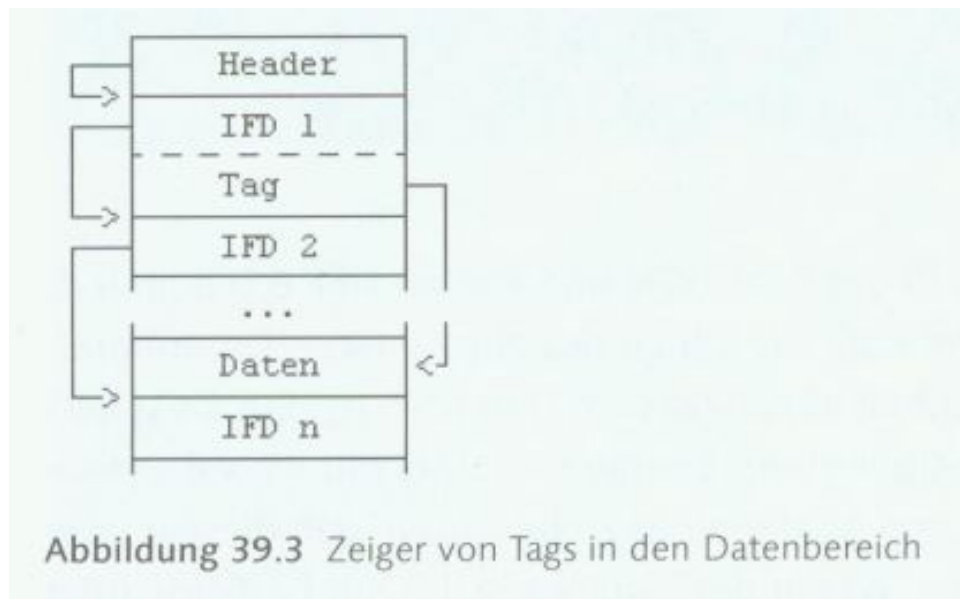 Header
IFD 1
Tag
IFD 2
...
Daten
IFD n
Abbildung 39.3 Zeiger von Tags in den Datenbereich